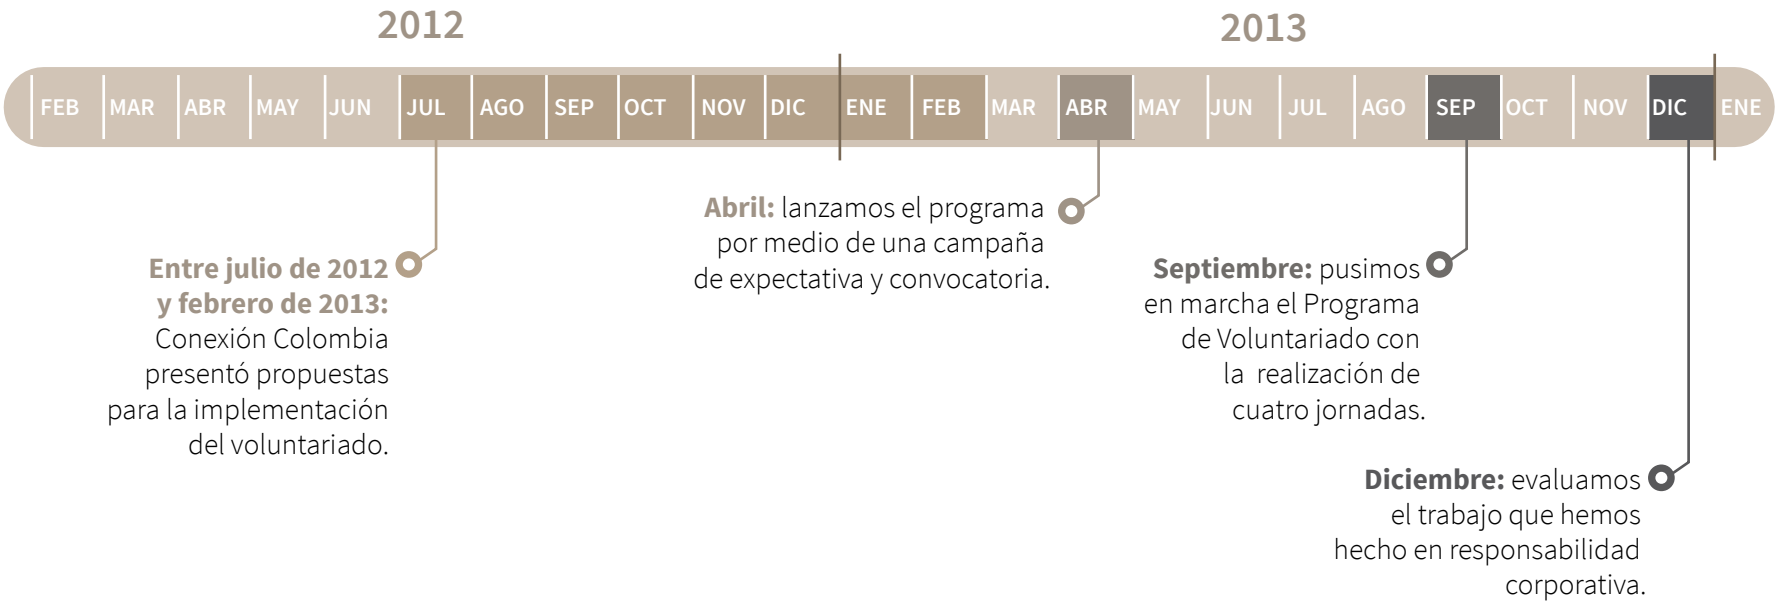 2012
2013
FEB MAR ABR MAY JUN JUL AGO SEP OCT NOV DIC ENE FEB MAR ABR MAY JUN JUL AGO SEP OCT NOV DIC ENE
Entre julio de 2012
y febrero de 2013:
Conexión Colombia
presentó propuestas
para la implementación
del voluntariado.
Abril: lanzamos el programa
por medio de una campaña
de expectativa y convocatoria.
Septiembre: pusimos
en marcha el Programa
de Voluntariado con
la realización de
cuatro jornadas.
Diciembre: evaluamos
el trabajo que hemos
hecho en responsabilidad
corporativa.